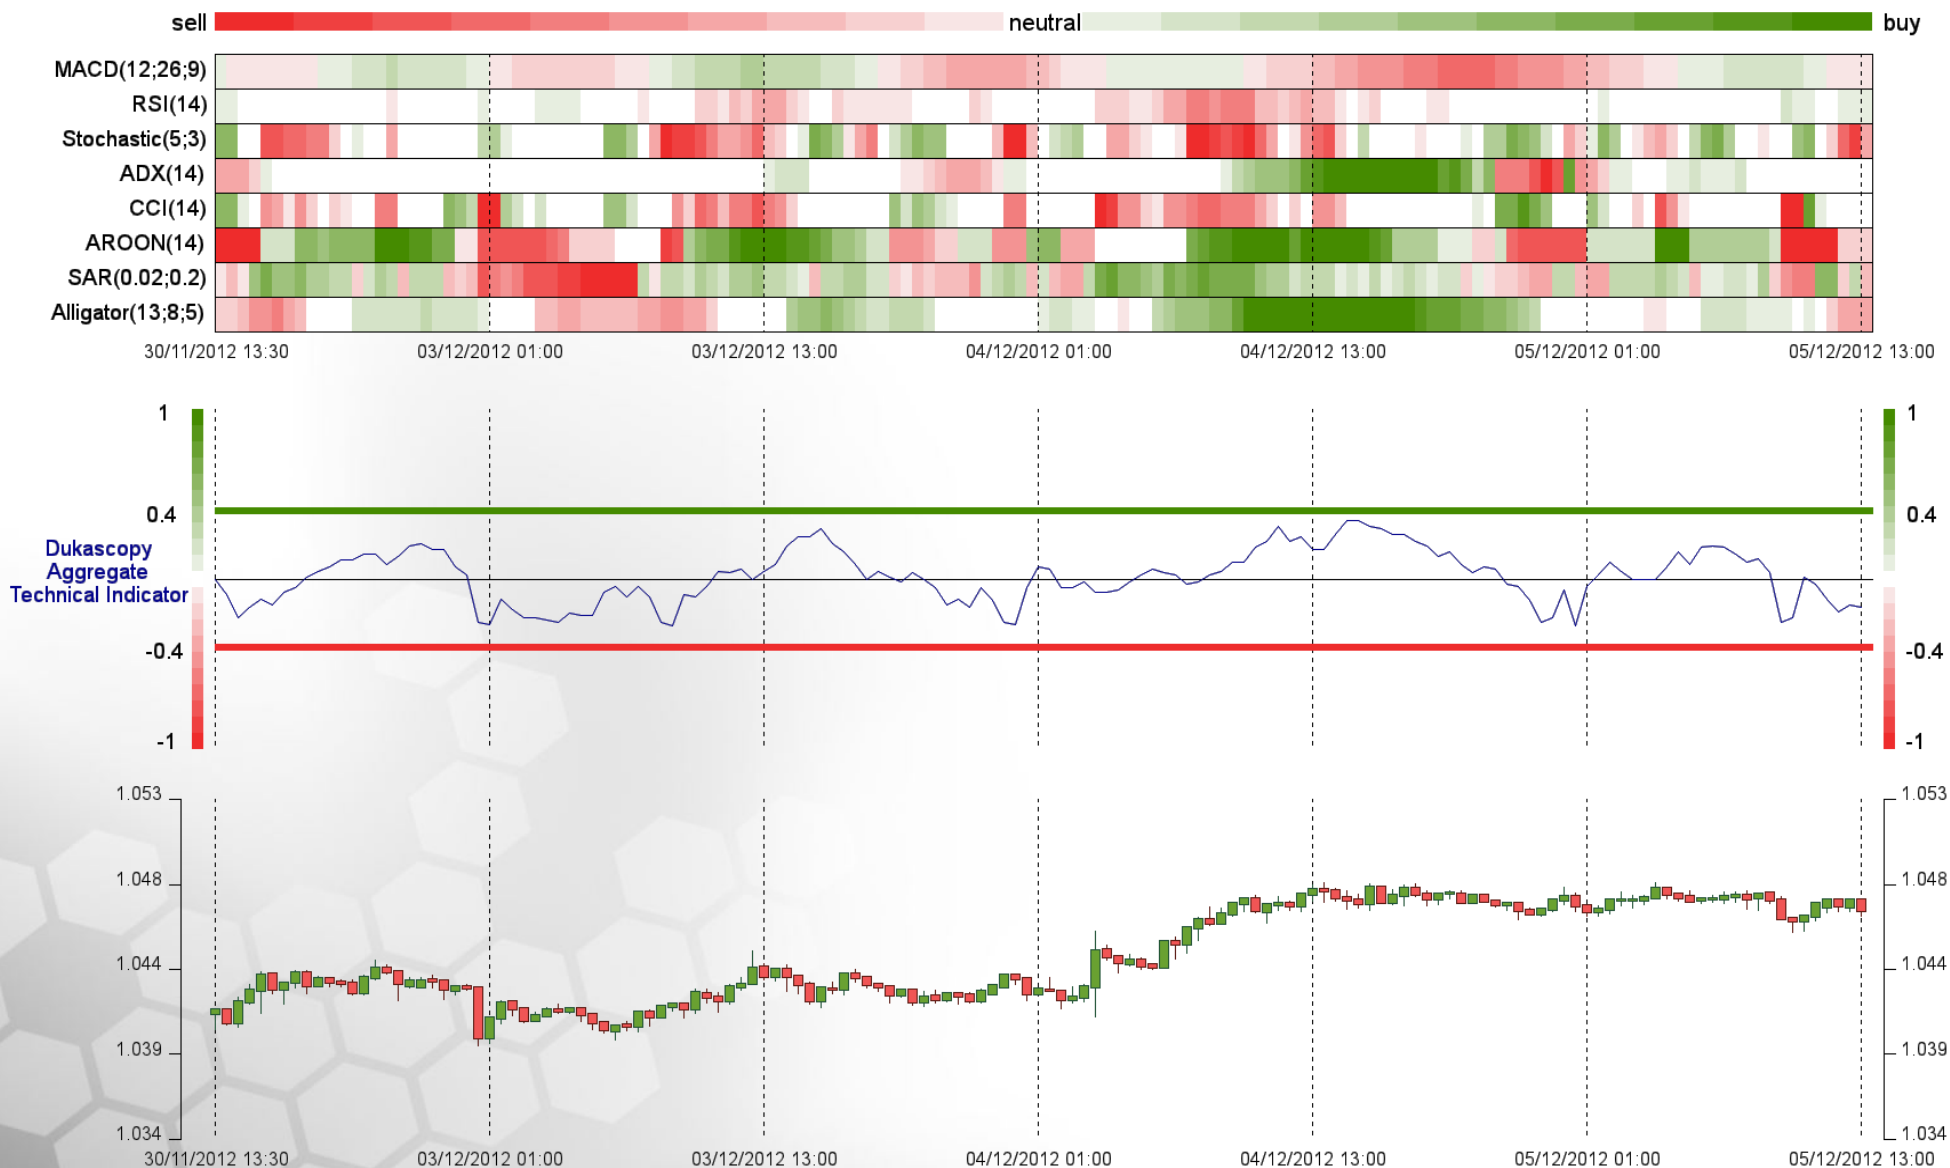 sell neutral buy
MACD(12;26;9)
RSI(14)
Stochastic(5;3)
ADX(14)
CCI(14)
AROON(14)
SAR(0.02;0.2)
Alligator(13;8;5)
30/11/2012 13:30 03/12/2012 01:00 03/12/2012 13:00 04/12/2012 01:00 04/12/2012 13:00 05/12/2012 01:00 05/12/2012 13:00
1 1
0.4 0.4
Dukascopy
Aggregate
Technical Indicator
-0.4 -0.4
-1 -1
1.053 1.053
1.048 1.048
1.044 1.044
1.039 1.039
1.034 1.034
30/11/2012 13:30 03/12/2012 01:00 03/12/2012 13:00 04/12/2012 01:00 04/12/2012 13:00 05/12/2012 01:00 05/12/2012 13:00